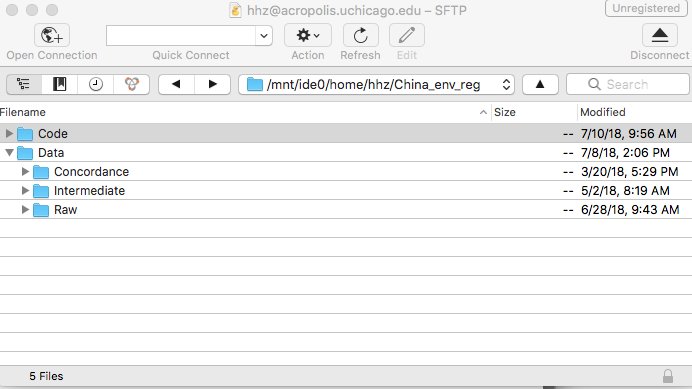 hhz@acropolis.uchicago.edu – SFTP
Unregistered
Open Connection
Quick Connect
Action
Refresh
Edit
Disconnect
/mnt/ide0/home/hhz/China_env_reg
Search
Filename Size Modified
Code -- 7/10/18, 9:56 AM
Data -- 7/8/18, 2:06 PM
Concordance -- 3/20/18, 5:29 PM
Intermediate -- 5/2/18, 8:19 AM
Raw -- 6/28/18, 9:43 AM
5 Files